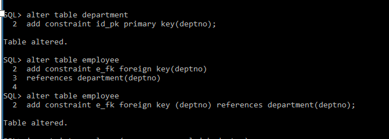 SQL> alter table department
2 add constraint id_pk primary key(deptno);
Table altered.
SQL> alter table employee
2 add constraint e_fk foreign key(deptno)
3 references department(deptno)
4
SQL> alter table employee
2 add constraint e_fk foreign key (deptno) references department(deptno);
Table altered.